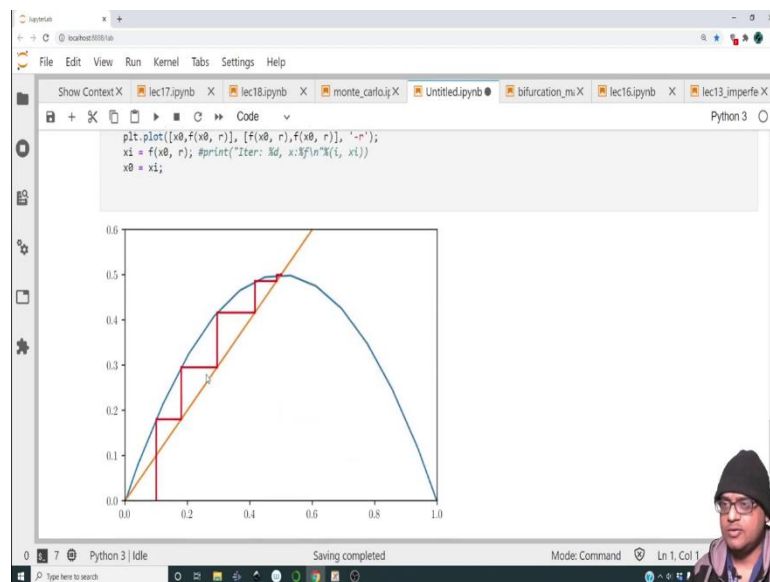 JupyterLab
localhost:8888/lab
File Edit View Run Kernel Tabs Settings Help
Show Context X lec17.ipynb X lec18.ipynb X monte_carlo.ip X Untitled.ipynb bifurcation_m X lec16.ipynb X lec13_imperfe X
Code Python 3
plt.plot([x0,f(x0, r)], [f(x0, r),f(x0, r)], '-r');
xi = f(x0, r); #print("Iter: %d, x:%f\n"%(i, xi))
x0 = xi;
0.6
0.5
0.4
0.3
0.2
0.1
0.0
0.0 0.2 0.4 0.6 0.8 1.0
0 7 Python 3 | Idle Saving completed Mode: Command Ln 1, Col 1
Type here to search